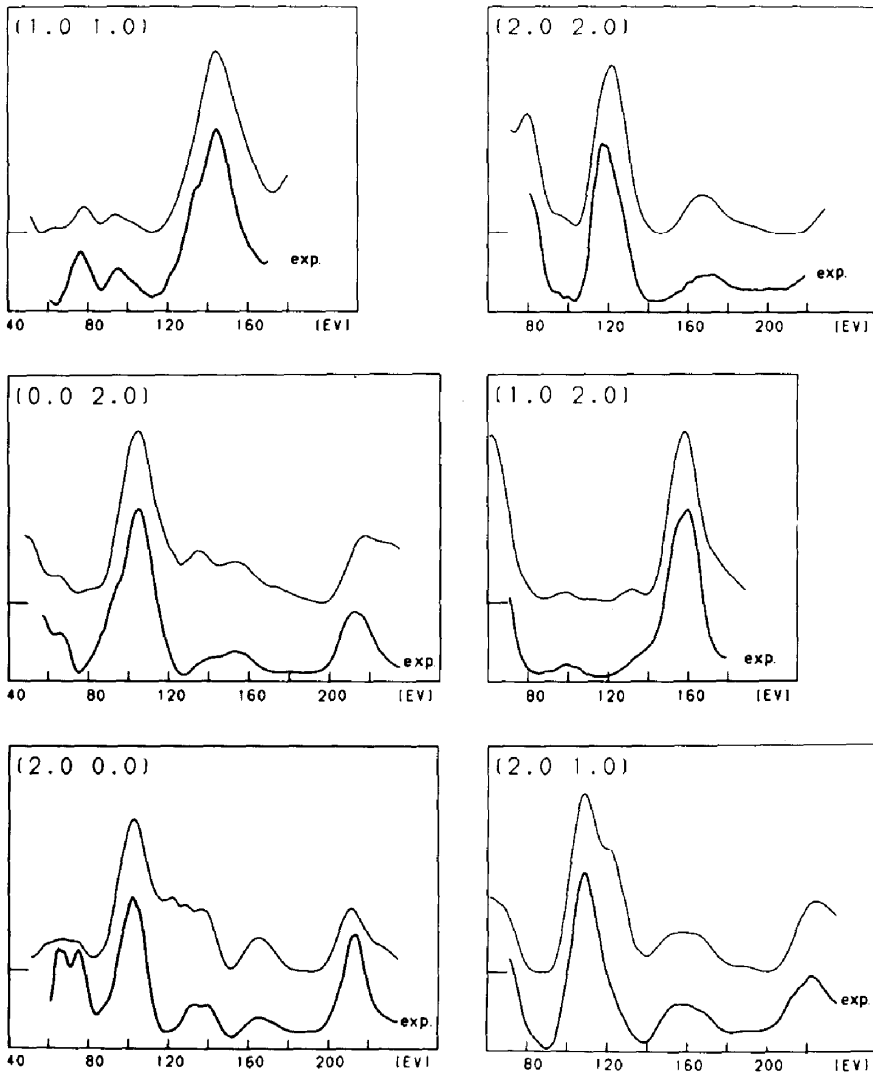 (1.0 1.0)
exp.
40 80 120 160 [EV]
(2.0 2.0)
exp.
80 120 160 200 [EV]
(0.0 2.0)
exp.
40 80 120 160 200 [EV]
(1.0 2.0)
exp.
80 120 160 [EV]
(2.0 0.0)
exp.
40 80 120 160 200 [EV]
(2.0 1.0)
exp.
80 120 160 200 [EV]